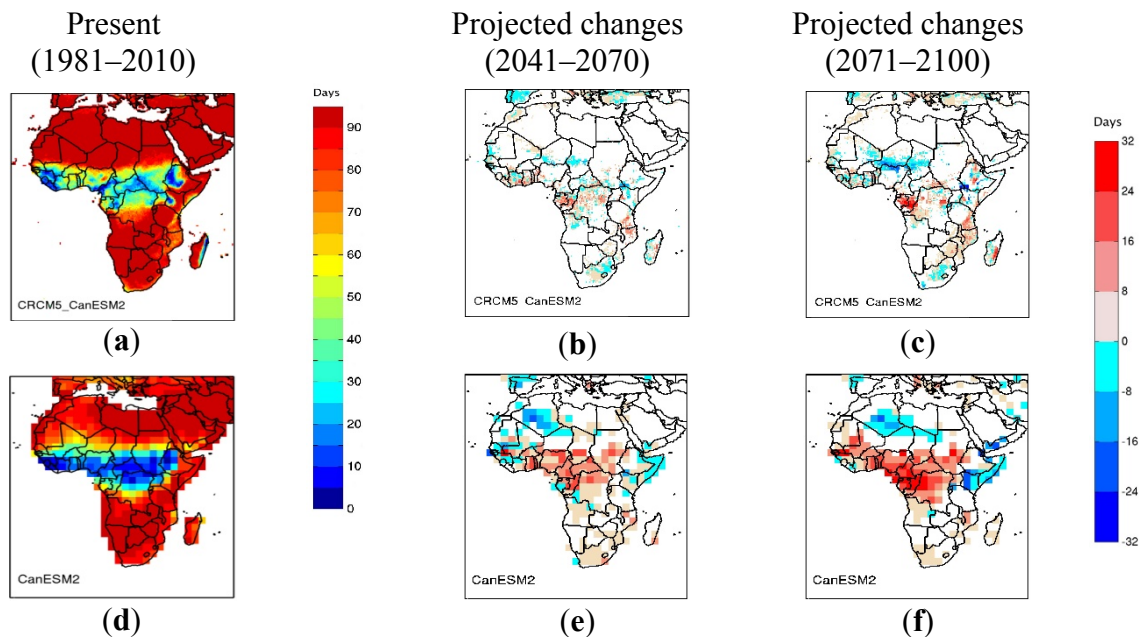 Present
(1981–2010)
Projected changes
(2041–2070)
Projected changes
(2071–2100)
Days
90
80
70
60
50
40
30
20
10
0
CRCM5_CanESM2
(a)
CRCM5 CanESM2
(b)
CRCM5 CanESM2
(c)
Days
32
24
16
8
0
-8
-16
-24
-32
CanESM2
(d)
CanESM2
(e)
CanESM2
(f)